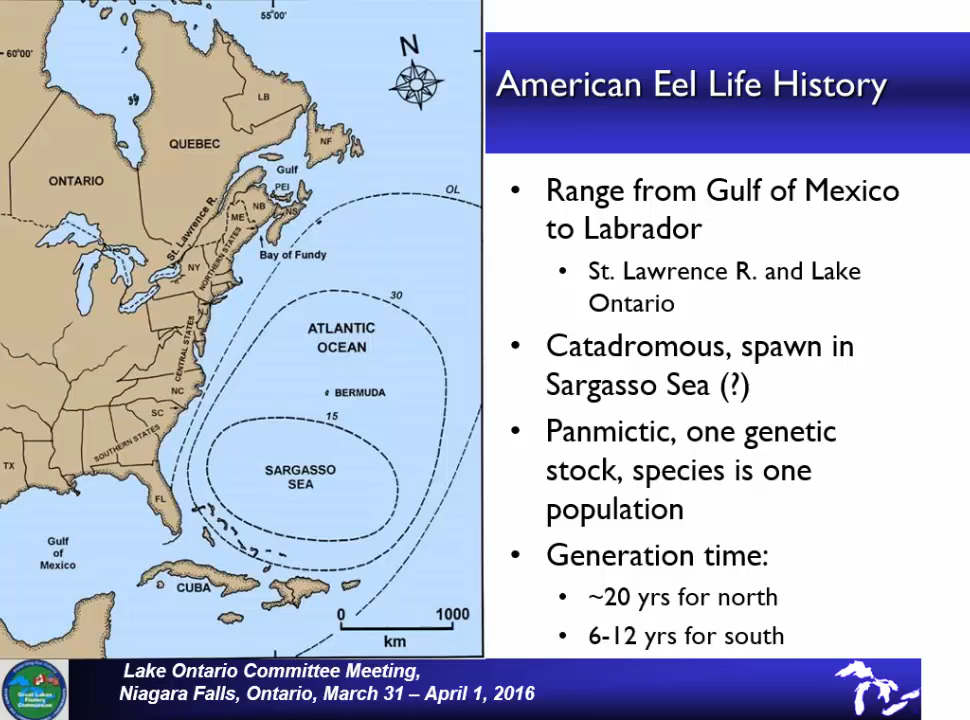 55°00'
60°00'
N
LB
QUEBEC
NF
ONTARIO
Gulf
PEI
NB
NS
ME
St. Lawrence R.
NORTHERN STATES
NY
Bay of Fundy
OL
30
ATLANTIC
OCEAN
BERMUDA
CENTRAL STATES
NC
SC
SOUTHERN STATES
15
TX
SARGASSO
SEA
FL
Gulf
of
Mexico
CUBA
0 1000
km
American Eel Life History
• Range from Gulf of Mexico
to Labrador
• St. Lawrence R. and Lake
Ontario
• Catadromous, spawn in
Sargasso Sea (?)
• Panmictic, one genetic
stock, species is one
population
• Generation time:
• ~20 yrs for north
• 6-12 yrs for south
Great Lakes
Fishery
Commission
Lake Ontario Committee Meeting,
Niagara Falls, Ontario, March 31 – April 1, 2016